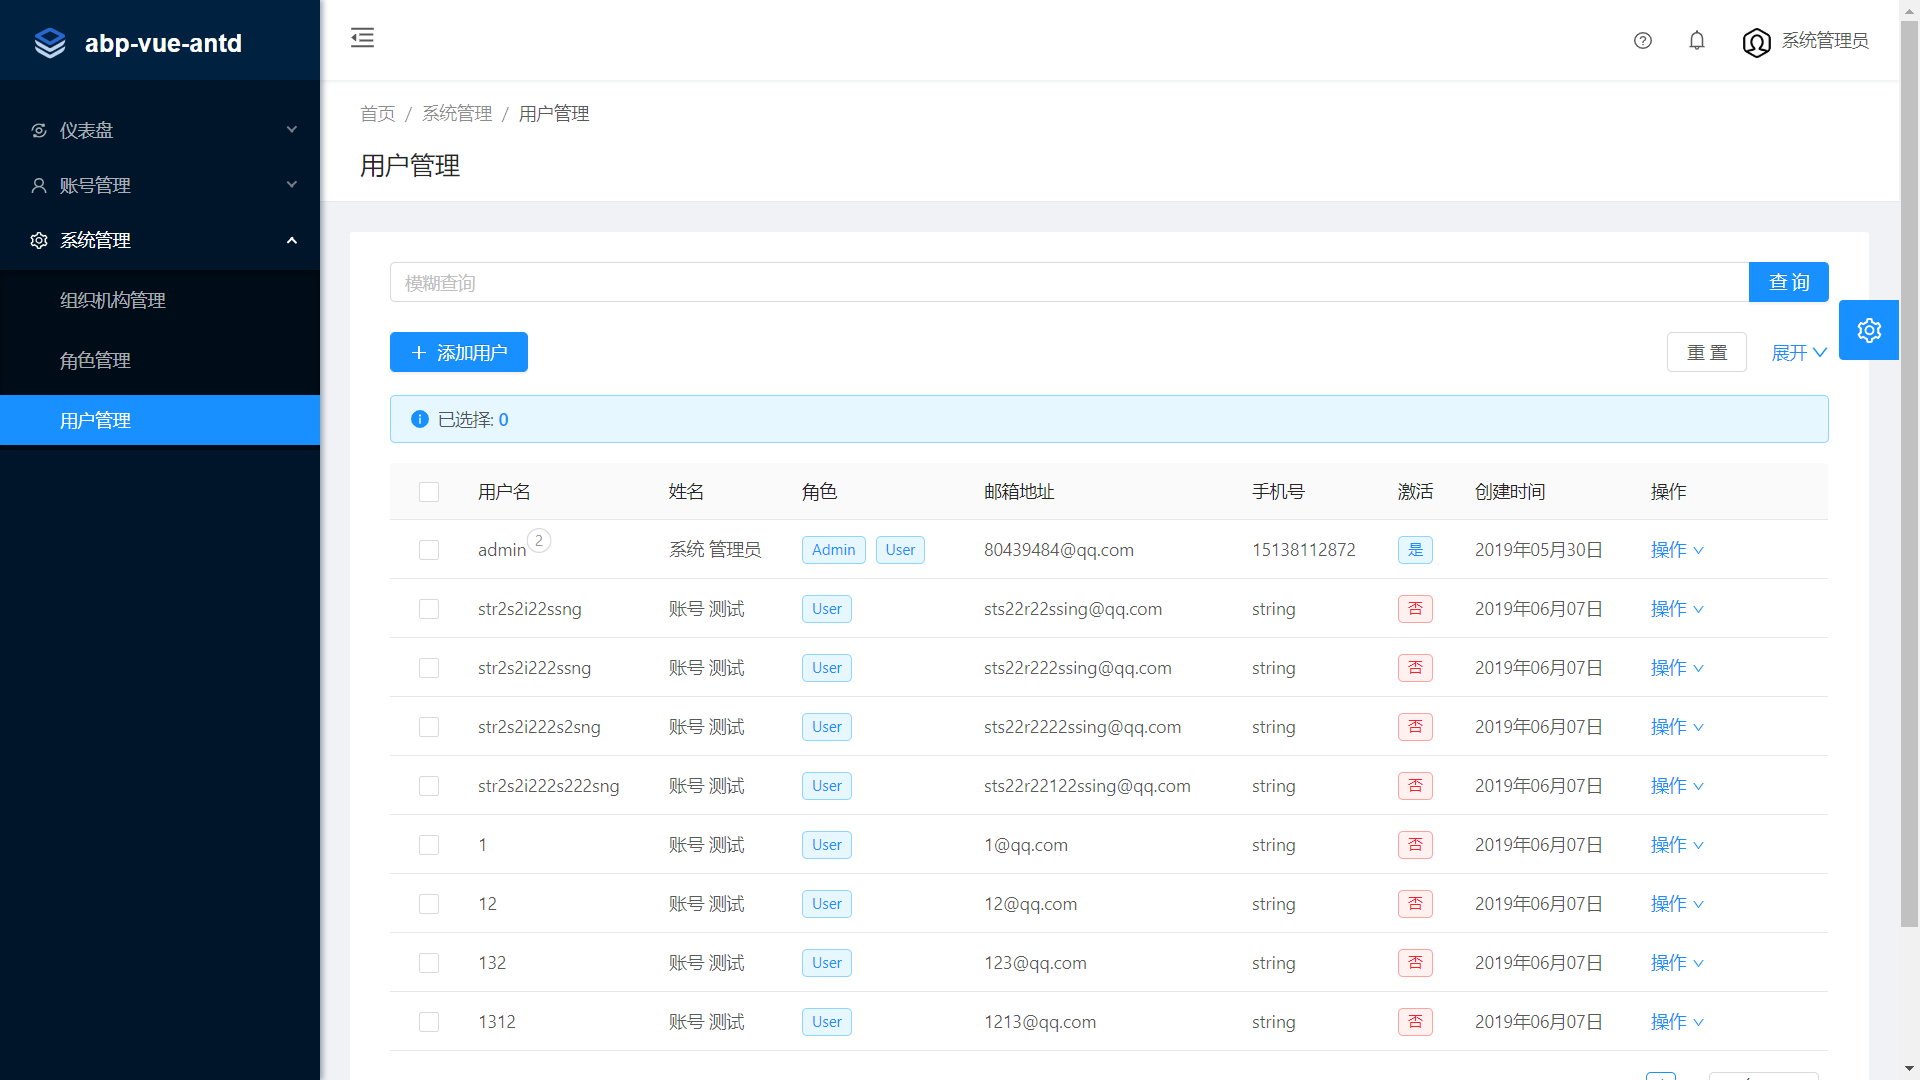 abp-vue-antd
系统管理员
仪表盘
账号管理
系统管理
组织机构管理
角色管理
用户管理
首页 / 系统管理 / 用户管理
用户管理
模糊查询
查 询
添加用户
重 置
展开
已选择: 0
用户名 姓名 角色 邮箱地址 手机号 激活 创建时间 操作
admin 2 系统 管理员 Admin User 80439484@qq.com 15138112872 是 2019年05月30日 操作
str2s2i22ssng 账号 测试 User sts22r22ssing@qq.com string 否 2019年06月07日 操作
str2s2i222ssng 账号 测试 User sts22r222ssing@qq.com string 否 2019年06月07日 操作
str2s2i222s2sng 账号 测试 User sts22r2222ssing@qq.com string 否 2019年06月07日 操作
str2s2i222s222sng 账号 测试 User sts22r22122ssing@qq.com string 否 2019年06月07日 操作
1 账号 测试 User 1@qq.com string 否 2019年06月07日 操作
12 账号 测试 User 12@qq.com string 否 2019年06月07日 操作
132 账号 测试 User 123@qq.com string 否 2019年06月07日 操作
1312 账号 测试 User 1213@qq.com string 否 2019年06月07日 操作